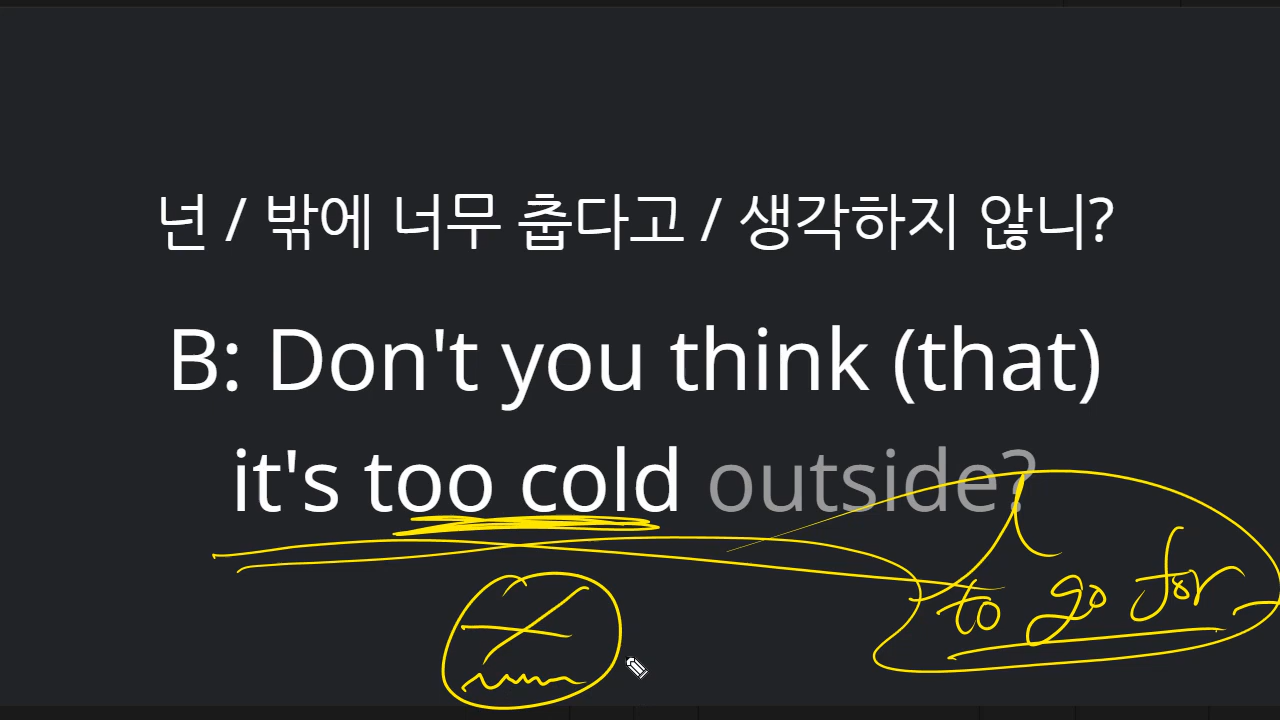 넌 / 밖에 너무 춥다고 / 생각하지 않니?
B: Don't you think (that)
it's too cold outside?
to go for